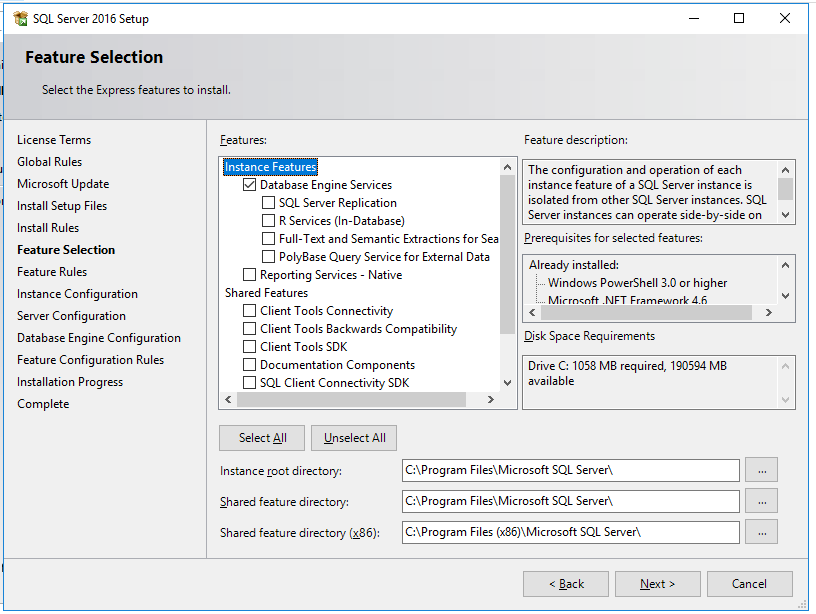 SQL Server 2016 Setup
Feature Selection
Select the Express features to install.
License Terms
Global Rules
Microsoft Update
Install Setup Files
Install Rules
Feature Selection
Feature Rules
Instance Configuration
Server Configuration
Database Engine Configuration
Feature Configuration Rules
Installation Progress
Complete
Features:
Instance Features
Database Engine Services
SQL Server Replication
R Services (In-Database)
Full-Text and Semantic Extractions for Sea
PolyBase Query Service for External Data
Reporting Services - Native
Shared Features
Client Tools Connectivity
Client Tools Backwards Compatibility
Client Tools SDK
Documentation Components
SQL Client Connectivity SDK
Feature description:
The configuration and operation of each
instance feature of a SQL Server instance is
isolated from other SQL Server instances. SQL
Server instances can operate side-by-side on
Prerequisites for selected features:
Already installed:
Windows PowerShell 3.0 or higher
Microsoft .NET Framework 4.6
Disk Space Requirements
Drive C: 1058 MB required, 190594 MB
available
Select All
Unselect All
Instance root directory:
C:\Program Files\Microsoft SQL Server\
...
Shared feature directory:
C:\Program Files\Microsoft SQL Server\
...
Shared feature directory (x86):
C:\Program Files (x86)\Microsoft SQL Server\
...
< Back
Next >
Cancel